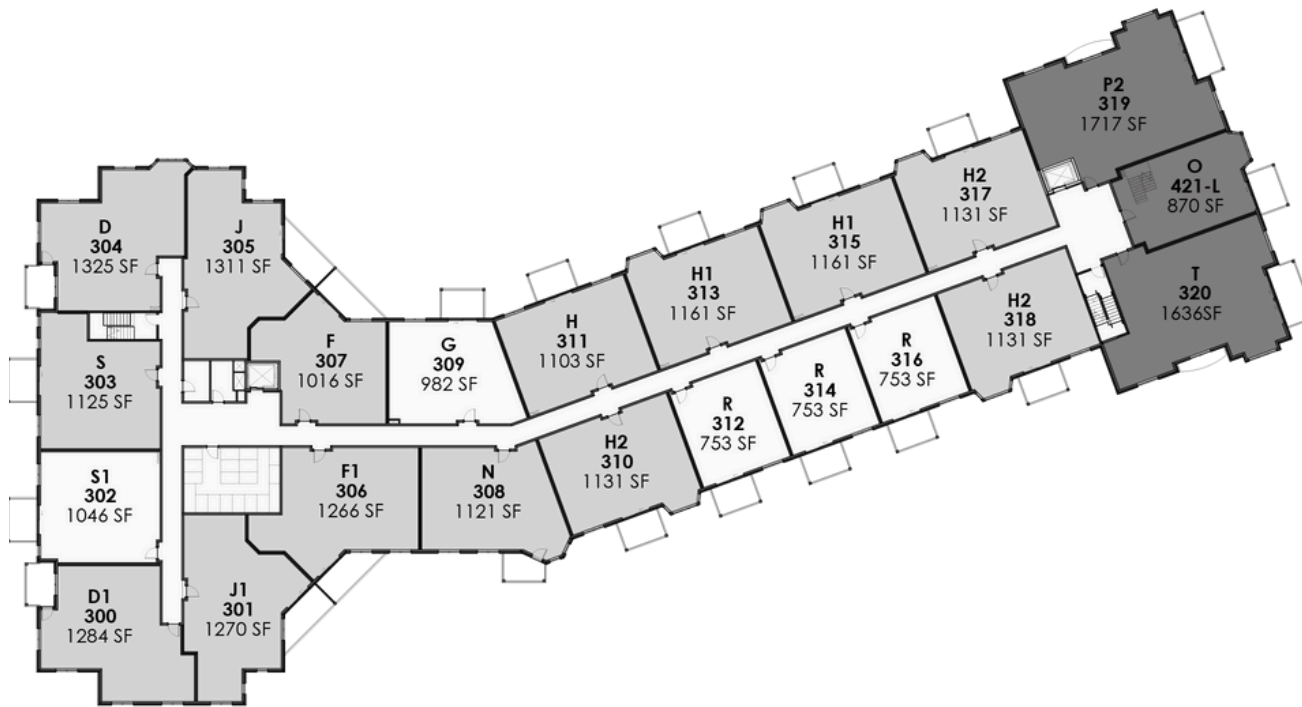 P2
319
1717 SF
O
421-L
870 SF
H2
317
1131 SF
D
304
1325 SF
J
305
1311 SF
H1
315
1161 SF
H1
313
1161 SF
T
320
1636SF
H2
318
1131 SF
H
311
1103 SF
F
307
1016 SF
G
309
982 SF
R
316
753 SF
S
303
1125 SF
R
314
753 SF
R
312
753 SF
H2
310
1131 SF
S1
302
1046 SF
F1
306
1266 SF
N
308
1121 SF
D1
300
1284 SF
J1
301
1270 SF